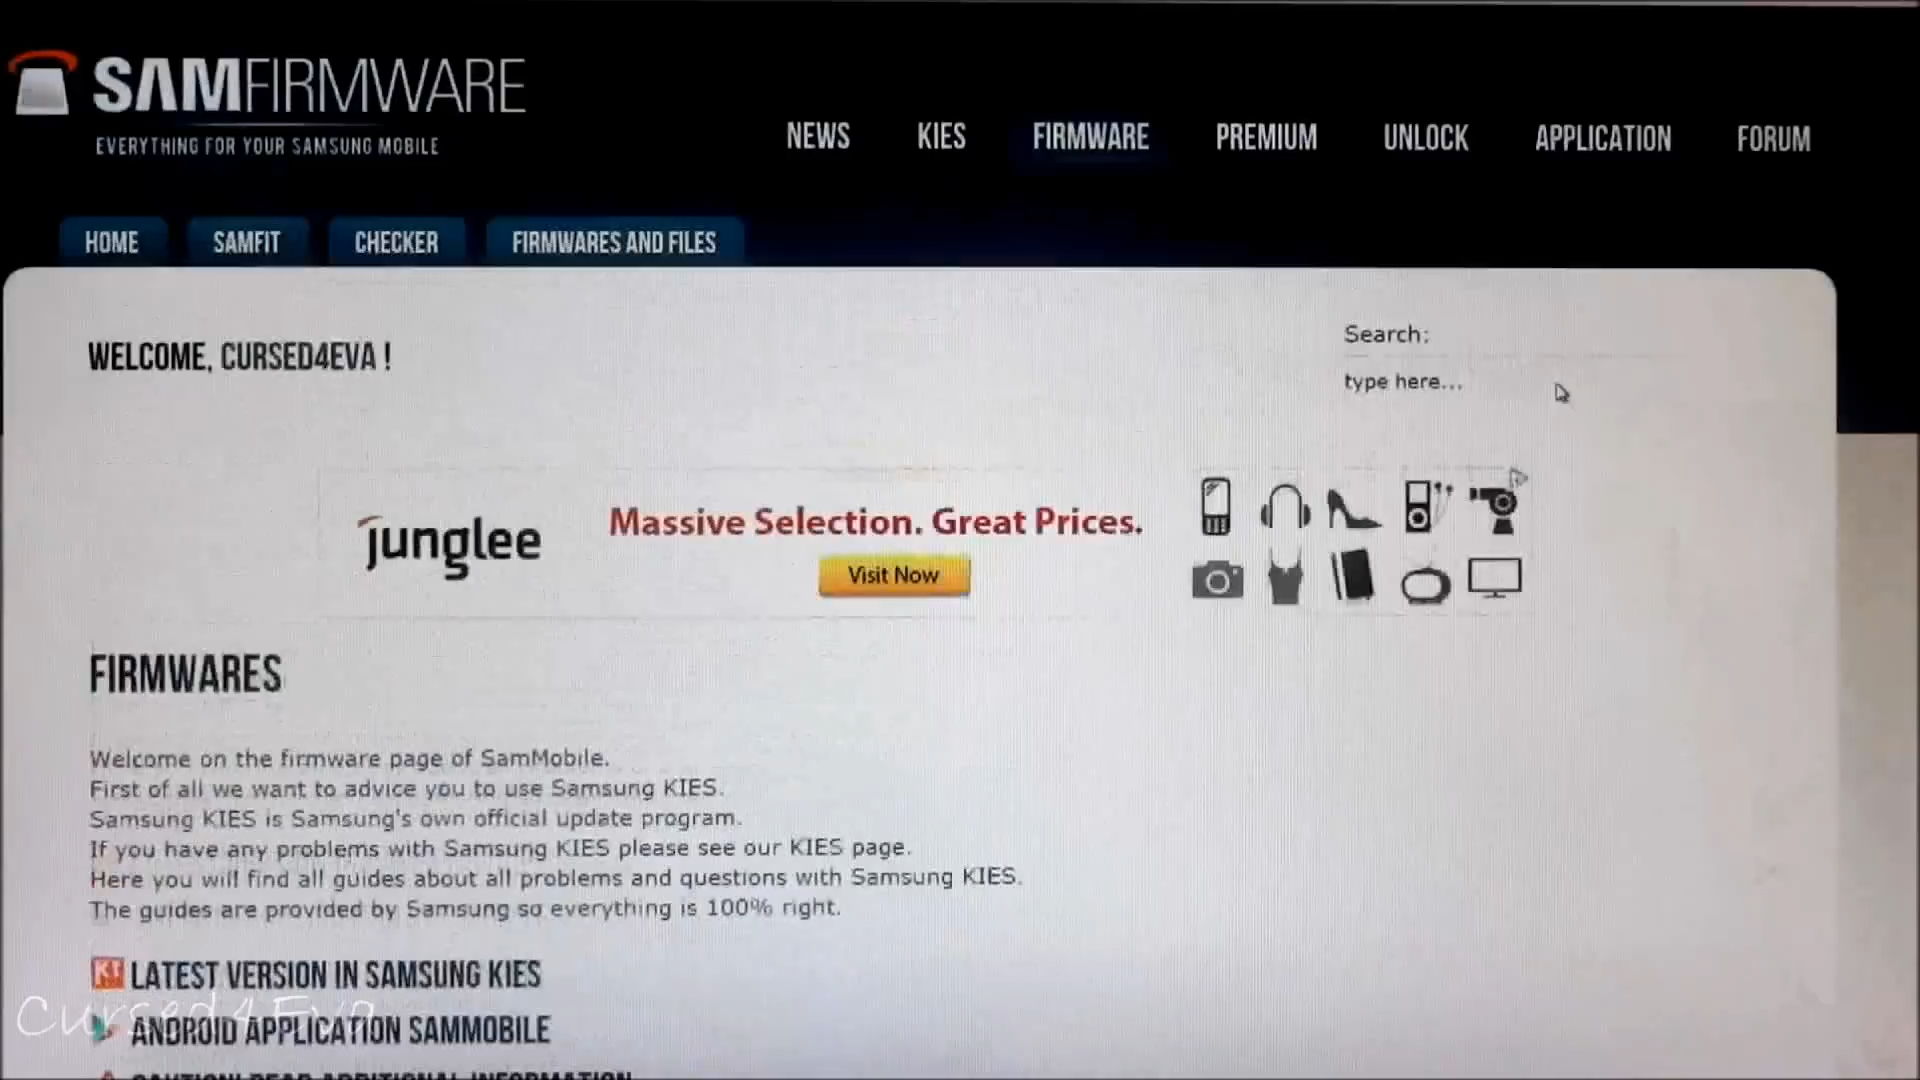 SAMFIRMWARE
EVERYTHING FOR YOUR SAMSUNG MOBILE
NEWS KIES FIRMWARE PREMIUM UNLOCK APPLICATION FORUM
HOME SAMFIT CHECKER FIRMWARES AND FILES
WELCOME, CURSED4EVA !
Search:
type here...
junglee
Massive Selection. Great Prices.
Visit Now
FIRMWARES
Welcome on the firmware page of SamMobile.
First of all we want to advice you to use Samsung KIES.
Samsung KIES is Samsung's own official update program.
If you have any problems with Samsung KIES please see our KIES page.
Here you will find all guides about all problems and questions with Samsung KIES.
The guides are provided by Samsung so everything is 100% right.
LATEST VERSION IN SAMSUNG KIES
Cursed4Eva
ANDROID APPLICATION SAMMOBILE
CAUTION! READ ADDITIONAL INFORMATION